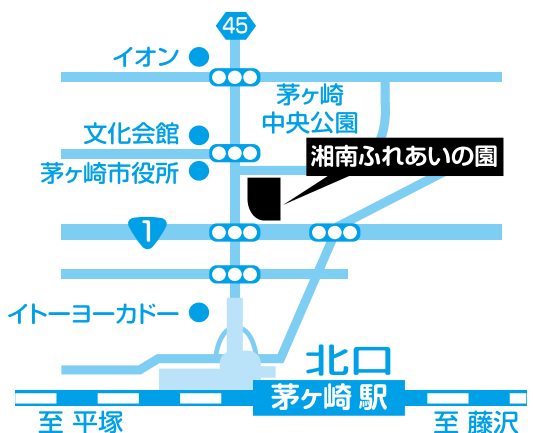 45
イオン
茅ヶ崎
中央公園
文化会館
湘南ふれあいの園
茅ヶ崎市役所
1
イトーヨーカドー
北口
茅ヶ崎駅
至 平塚
至 藤沢